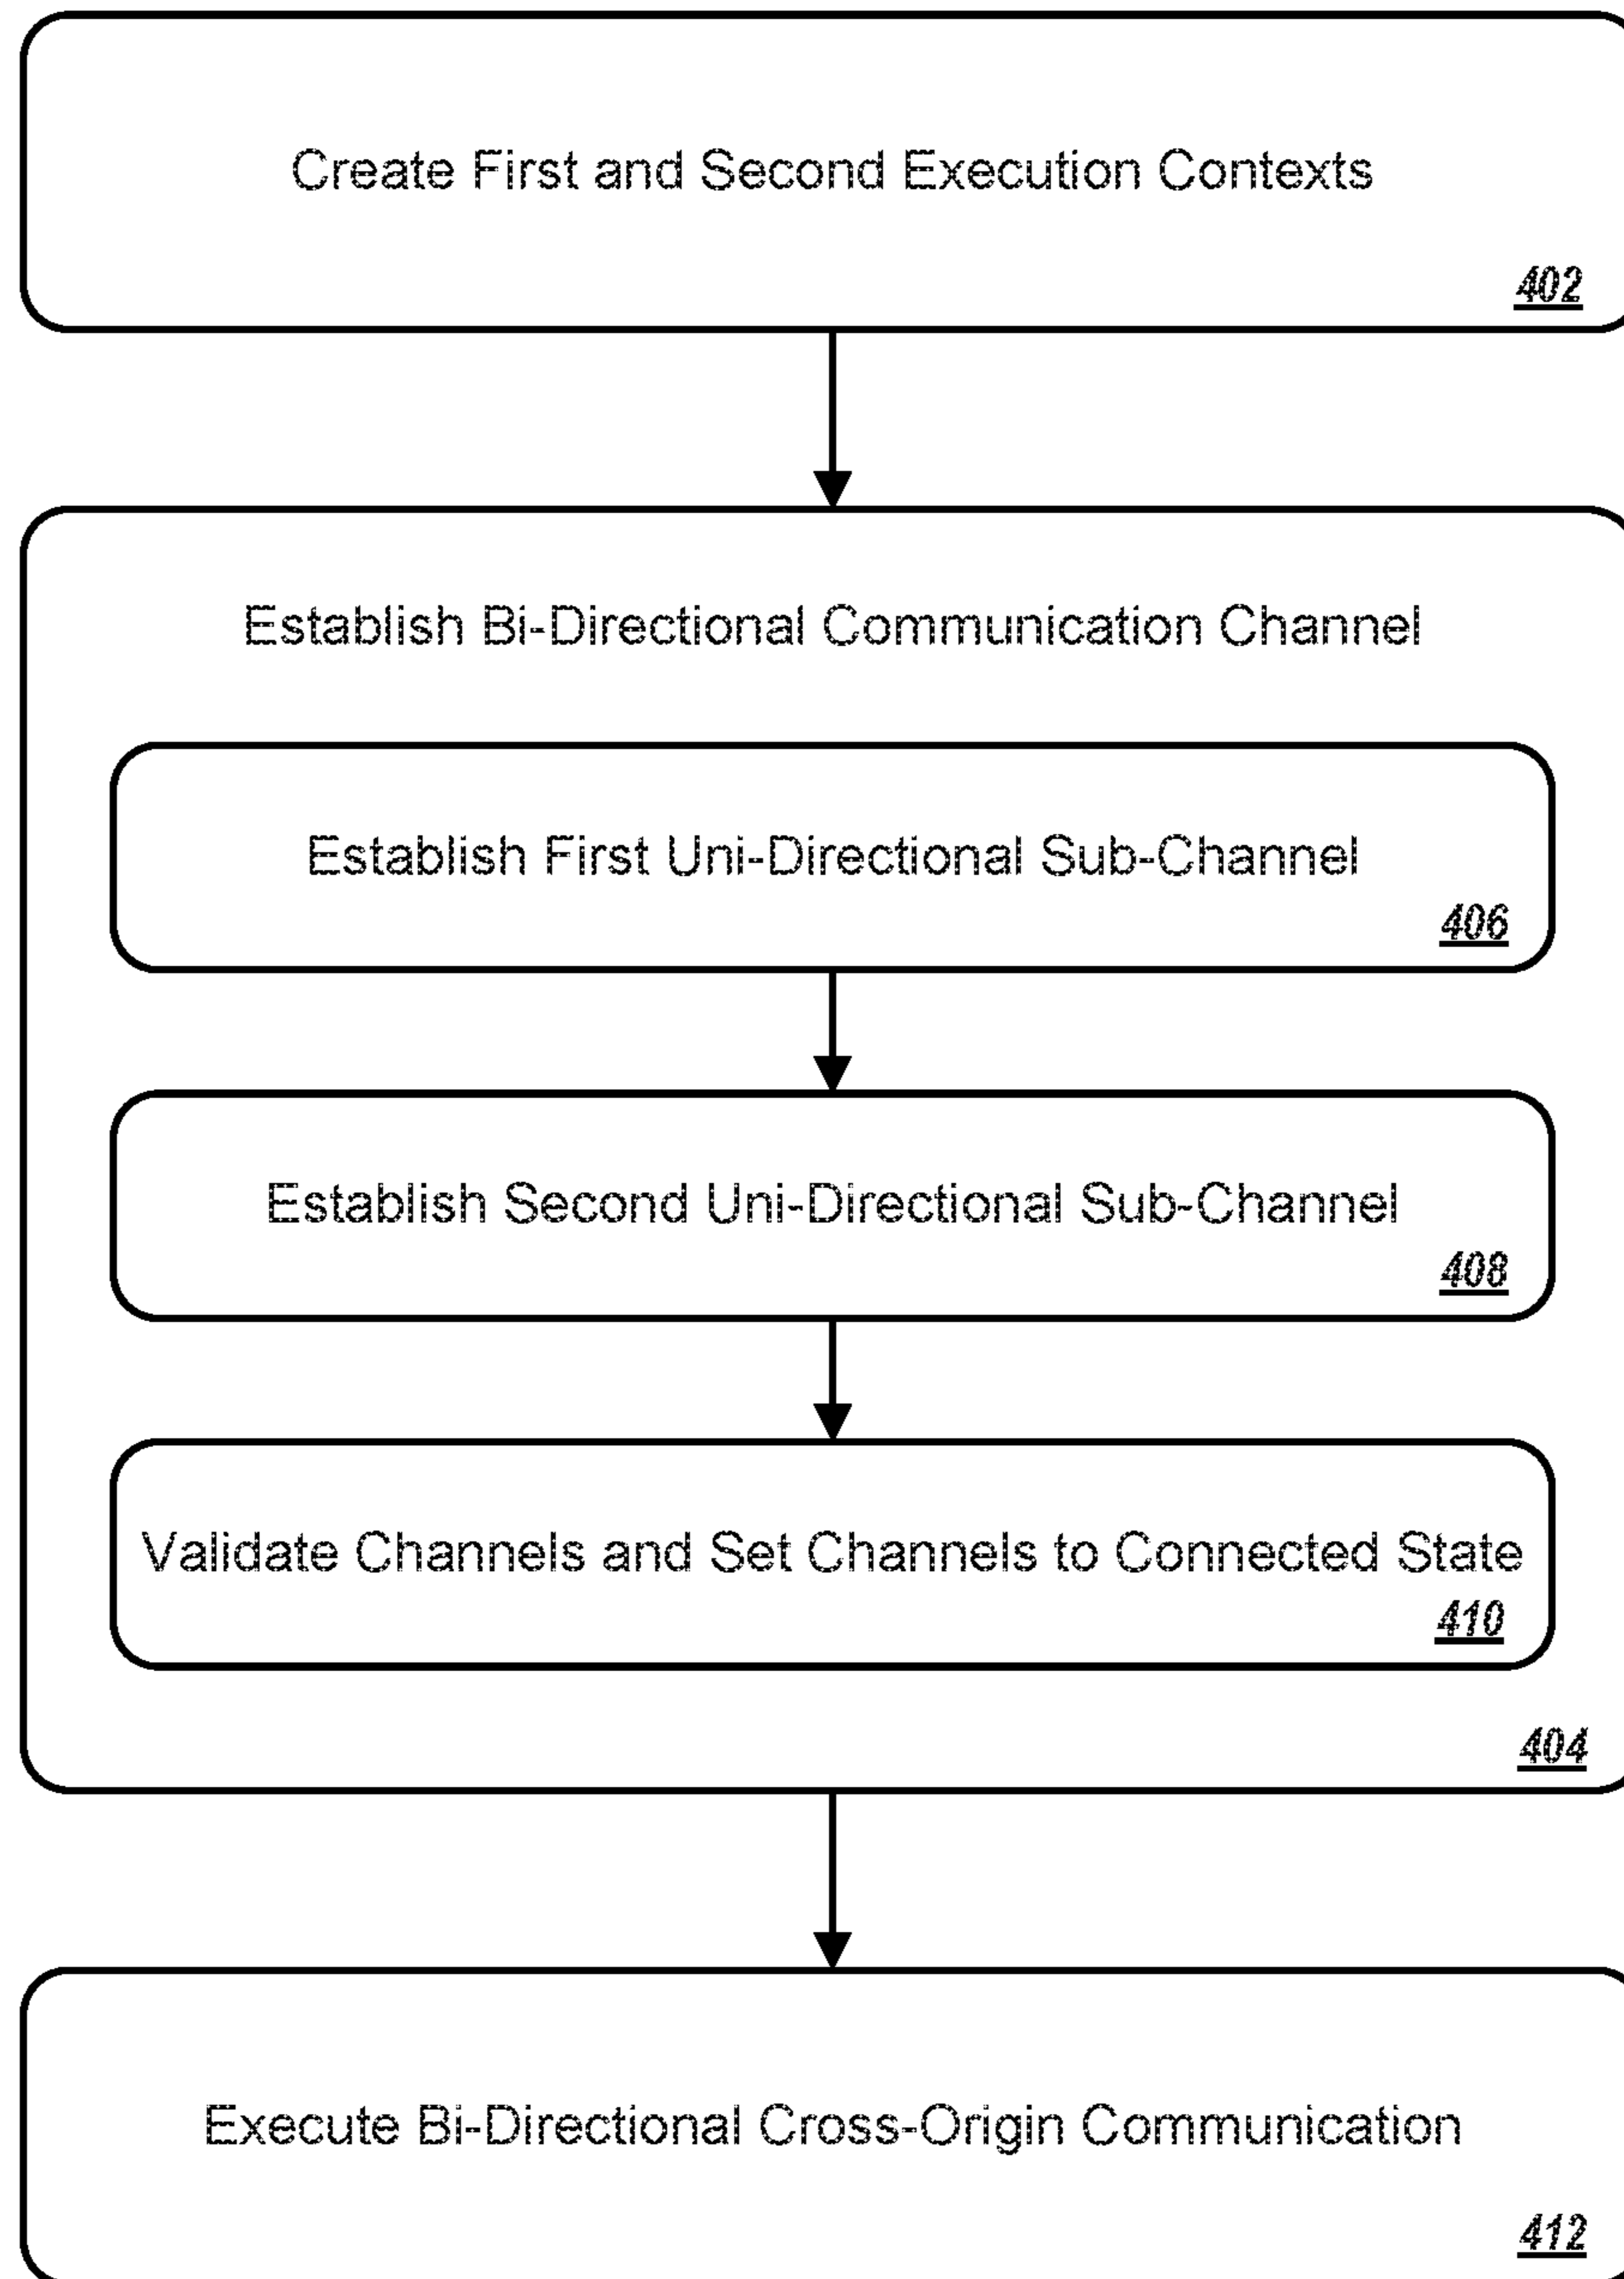 Create First and Second Execution Contexts
402
Establish Bi-Directional Communication Channel
Establish First Uni-Directional Sub-Channel
406
Establish Second Uni-Directional Sub-Channel
408
Validate Channels and Set Channels to Connected State
410
404
Execute Bi-Directional Cross-Origin Communication
412